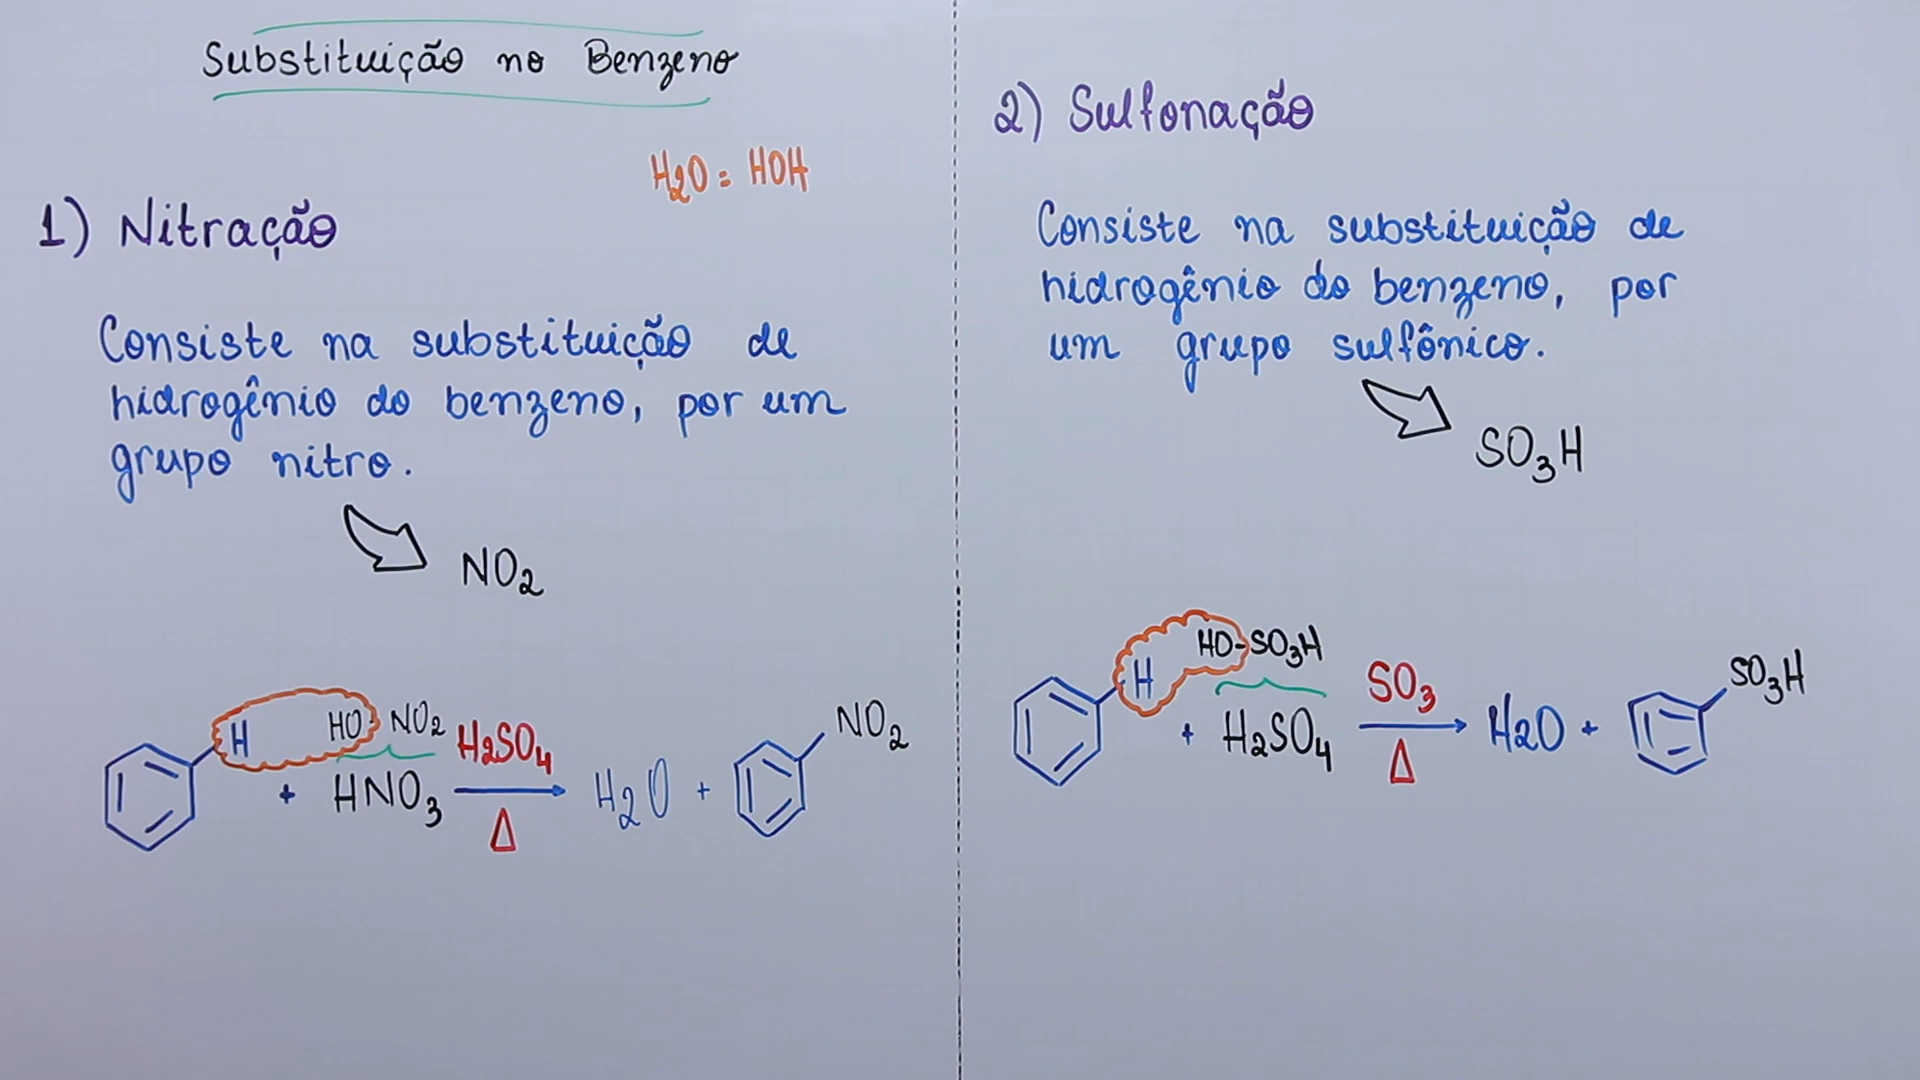 Substituição no Benzeno
H₂O = HOH
1) Nitração
Consiste na substituição de
hidrogênio do benzeno, por um
grupo nitro.
NO₂
H HO-NO₂
+ HNO₃ H₂SO₄ Δ H₂O + NO₂
2) Sulfonação
Consiste na substituição de
hidrogênio do benzeno, por
um grupo sulfônico.
SO₃H
H HO-SO₃H
+ H₂SO₄ SO₃ Δ H₂O + SO₃H